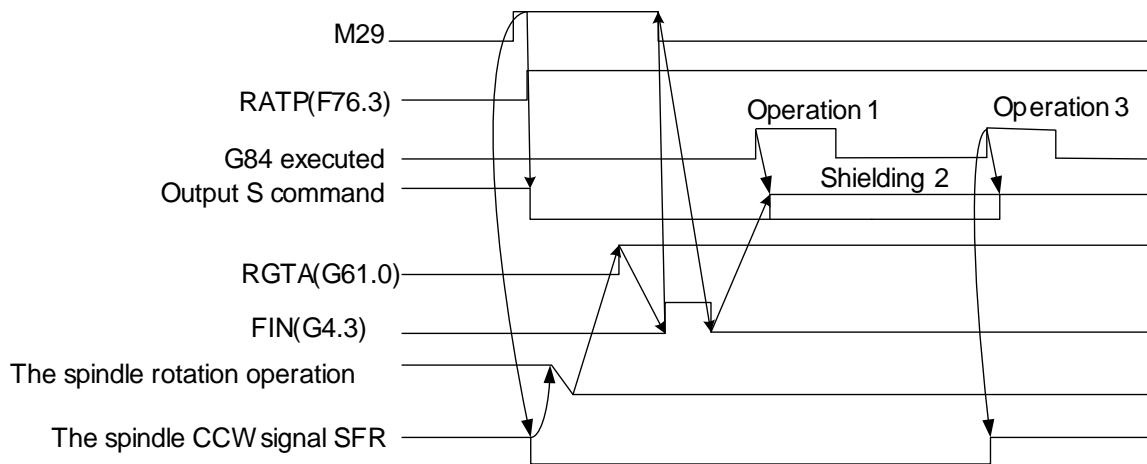 M29
RATP(F76.3)
Operation 1
Operation 3
G84 executed
Output S command
Shielding 2
RGTA(G61.0)
FIN(G4.3)
The spindle rotation operation
The spindle CCW signal SFR